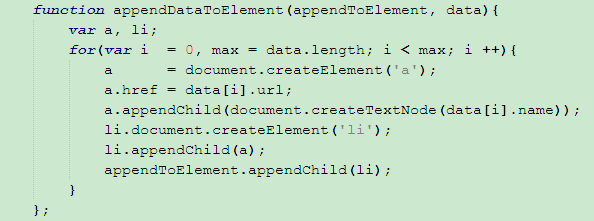 function appendDataToElement(appendToElement, data){
    var a, li;
    for(var i  = 0, max = data.length; i < max; i ++){
        a      = document.createElement('a');
        a.href = data[i].url;
        a.appendChild(document.createTextNode(data[i].name));
        li.document.createElement('li');
        li.appendChild(a);
        appendToElement.appendChild(li);
    }
};